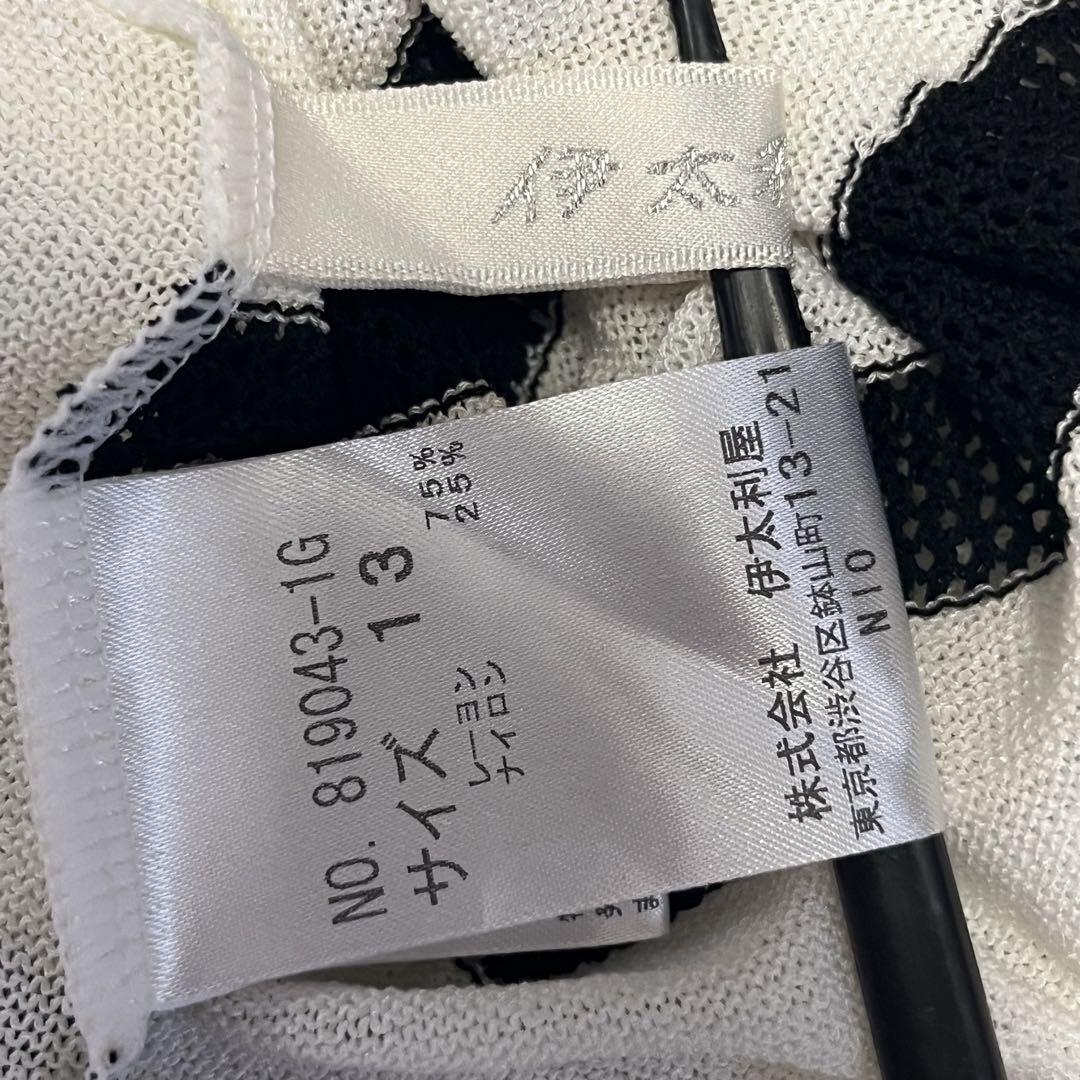 伊太利
NO. 819043-1G
サイズ 13
レーヨン 75%
ナイロン 25%
株式会社 伊太利屋
東京都渋谷区鉢山町13-21
N10